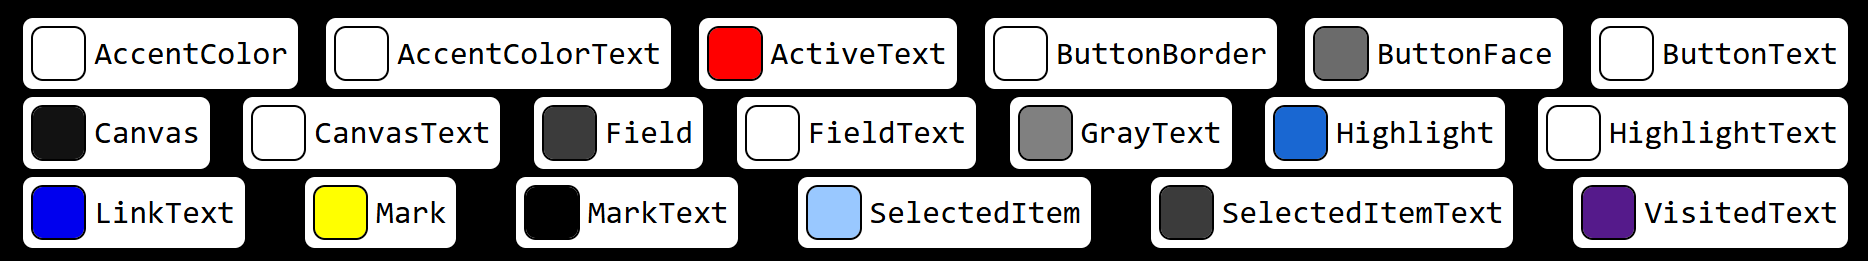 AccentColor AccentColorText ActiveText ButtonBorder ButtonFace ButtonText
Canvas CanvasText Field FieldText GrayText Highlight HighlightText
LinkText Mark MarkText SelectedItem SelectedItemText VisitedText